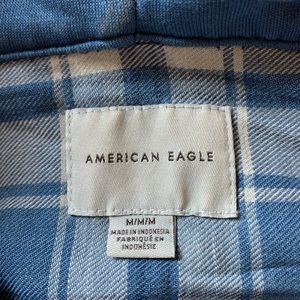 AMERICAN EAGLE
M/M/M
MADE IN INDONESIA
FABRIQUÉ EN
INDONÉSIE